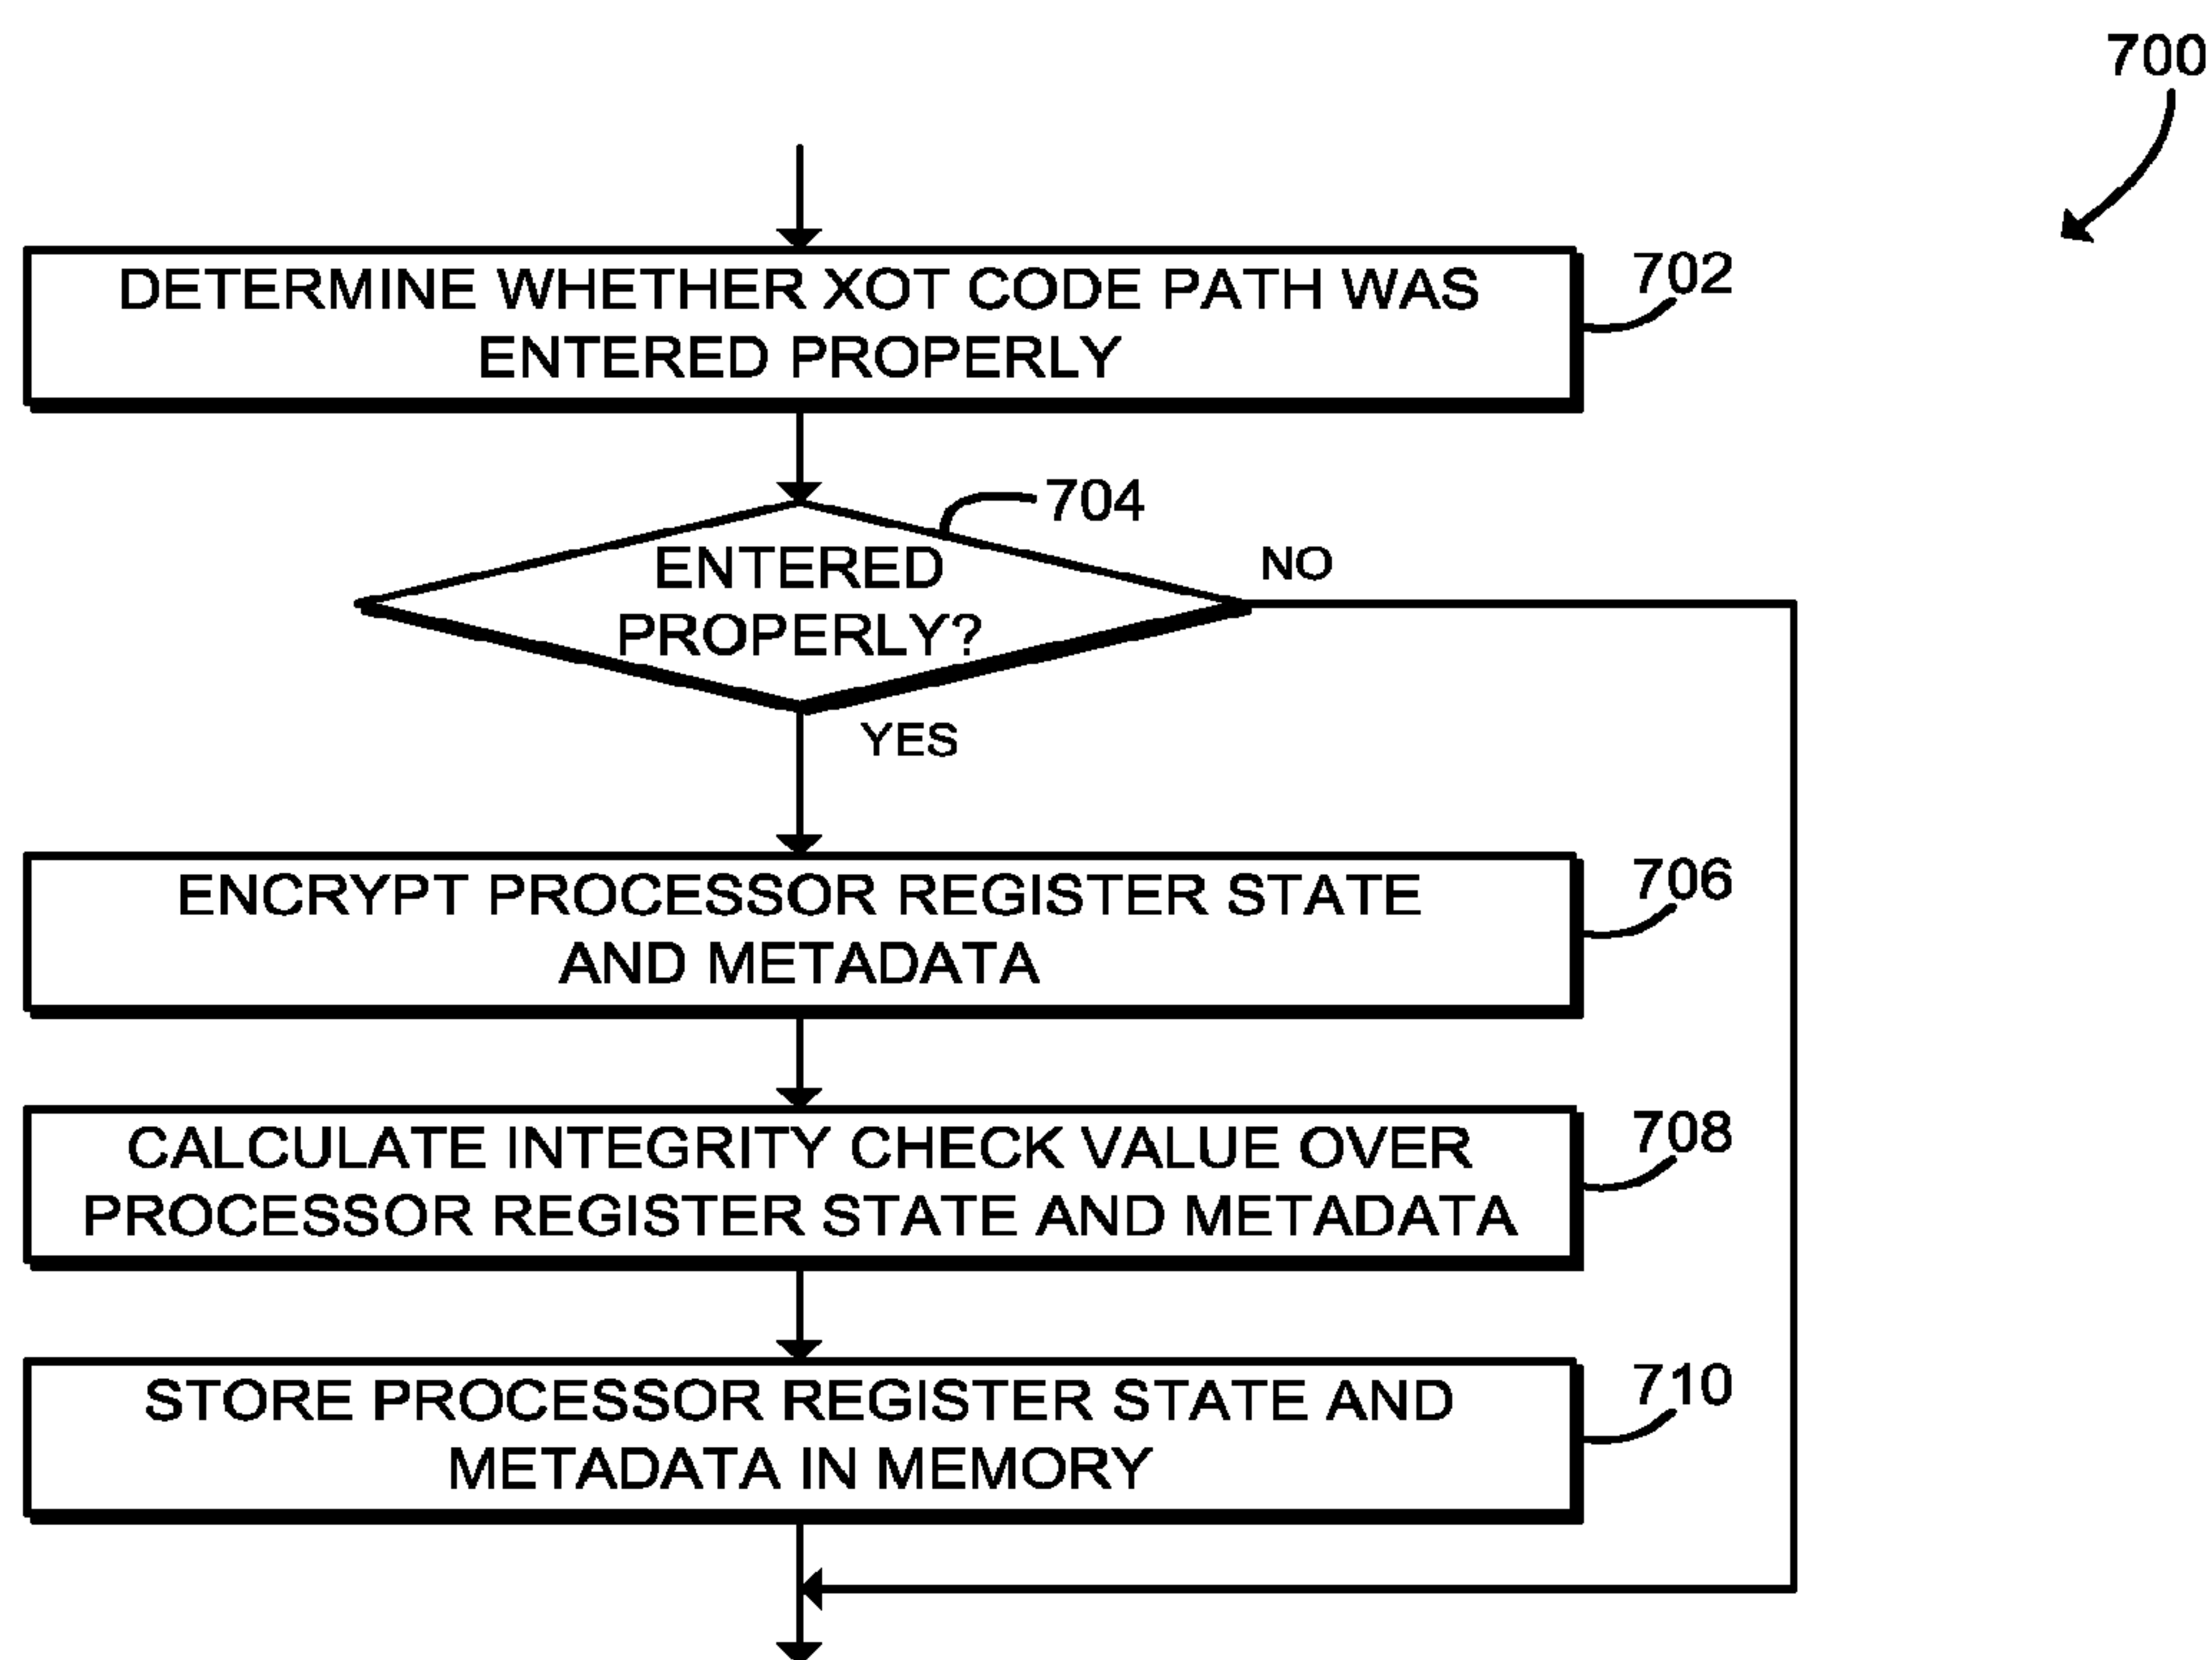 700
DETERMINE WHETHER XOT CODE PATH WAS
ENTERED PROPERLY
702
704
ENTERED
PROPERLY?
NO
YES
ENCRYPT PROCESSOR REGISTER STATE
AND METADATA
706
CALCULATE INTEGRITY CHECK VALUE OVER
PROCESSOR REGISTER STATE AND METADATA
708
STORE PROCESSOR REGISTER STATE AND
METADATA IN MEMORY
710